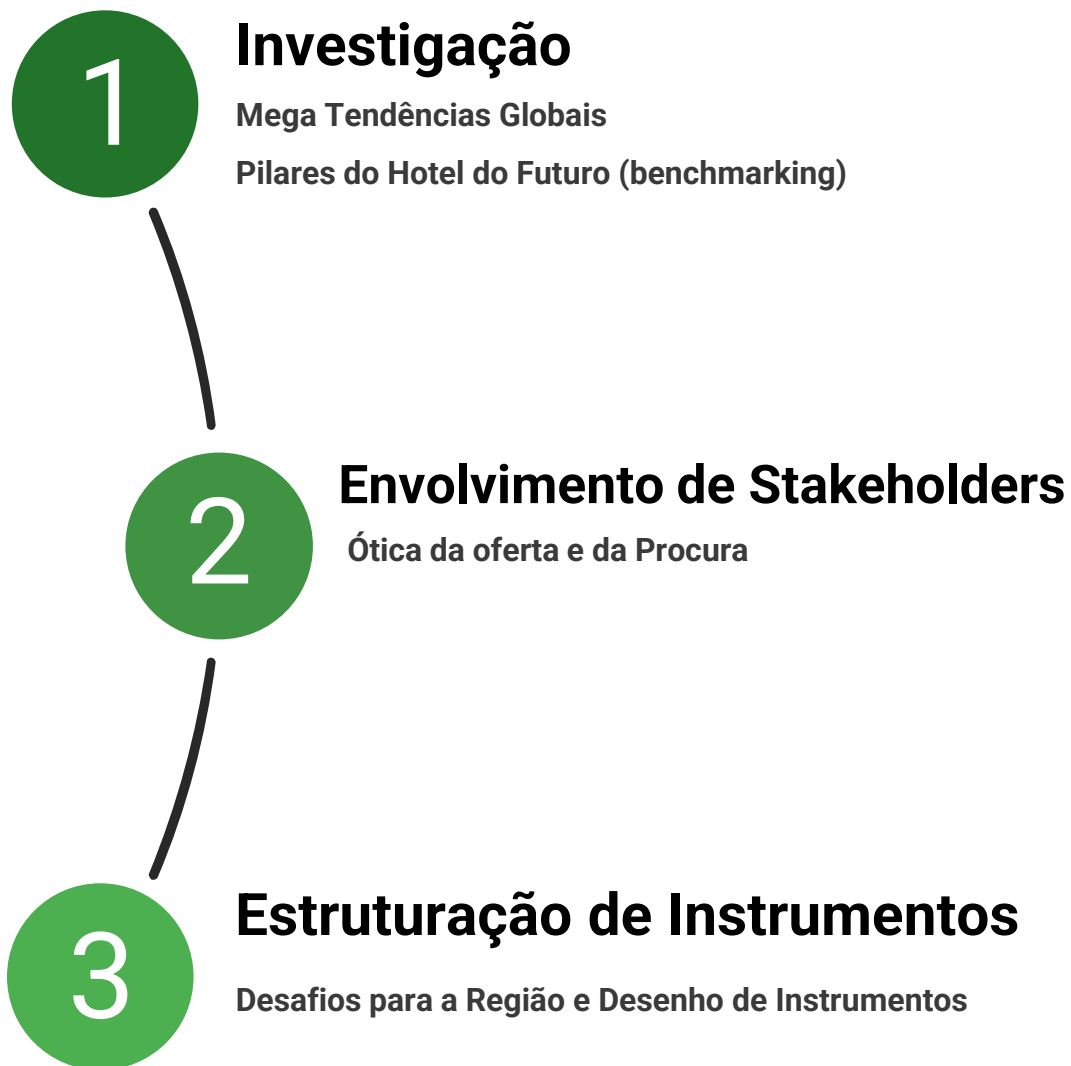 1
Investigação
Mega Tendências Globais
Pilares do Hotel do Futuro (benchmarking)
2
Envolvimento de Stakeholders
Ótica da oferta e da Procura
3
Estruturação de Instrumentos
Desafios para a Região e Desenho de Instrumentos